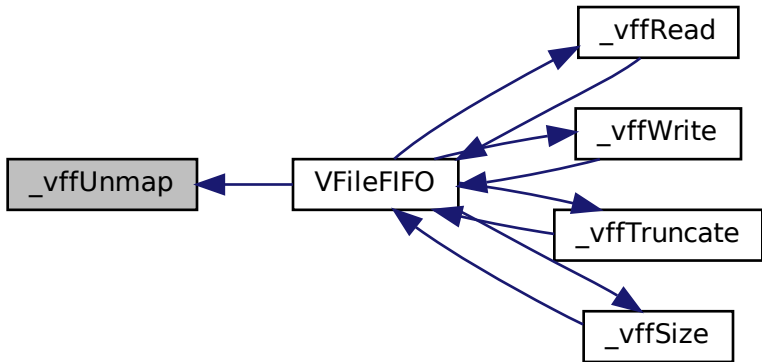 _vffRead
_vffWrite
_vffUnmap
VFileFIFO
_vffTruncate
_vffSize